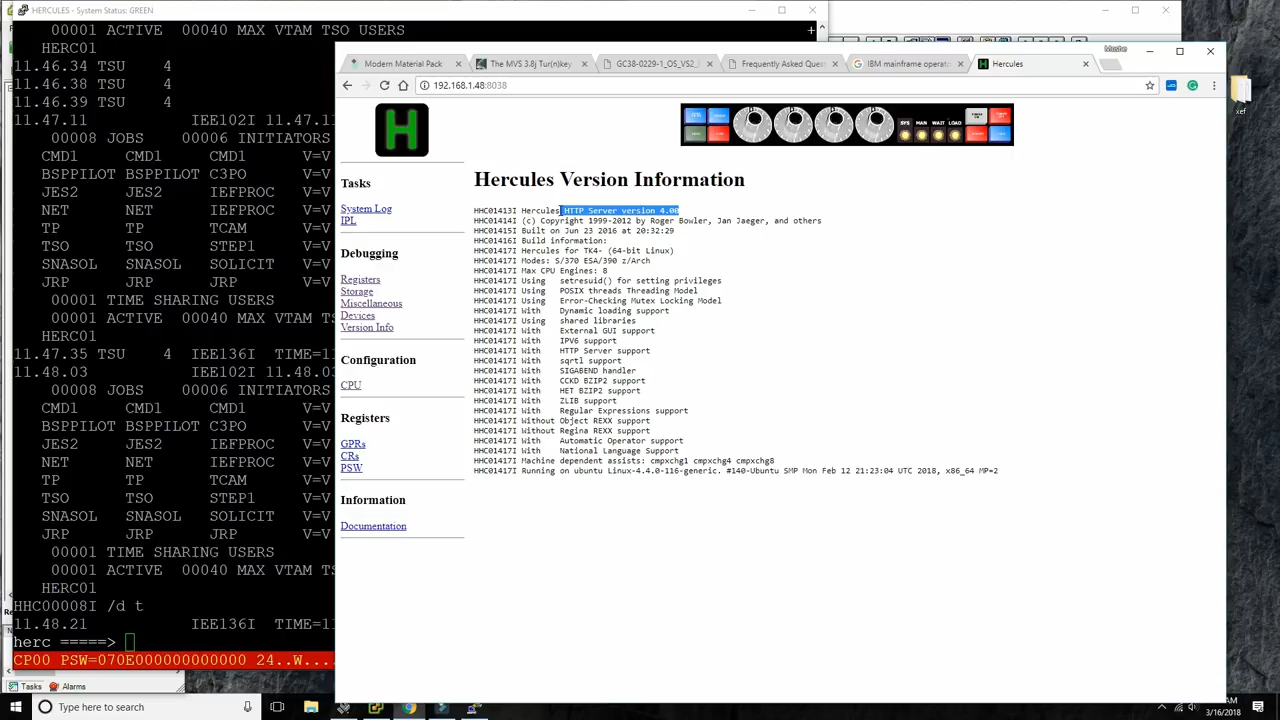 HERCULES - System Status: GREEN
00001 ACTIVE 00040 MAX VTAM TSO USERS
HERC01
11.46.34 TSU 4
11.46.38 TSU 4
11.46.39 TSU 4
11.47.11 IEE102I 11.47.1
00008 JOBS 00006 INITIATORS
CMD1 CMD1 CMD1 V=V
BSPPILOT BSPPILOT C3PO V=V
JES2 JES2 IEFPROC V=V
NET NET IEFPROC V=V
TP TP TCAM V=V
TSO TSO STEP1 V=V
SNASOL SNASOL SOLICIT V=V
JRP JRP JRP V=V
00001 TIME SHARING USERS
00001 ACTIVE 00040 MAX VTAM TS
HERC01
11.47.35 TSU 4 IEE136I TIME=1
11.48.03 IEE102I 11.48.0
00008 JOBS 00006 INITIATORS
CMD1 CMD1 CMD1 V=V
BSPPILOT BSPPILOT C3PO V=V
JES2 JES2 IEFPROC V=V
NET NET IEFPROC V=V
TP TP TCAM V=V
TSO TSO STEP1 V=V
SNASOL SNASOL SOLICIT V=V
JRP JRP JRP V=V
00001 TIME SHARING USERS
00001 ACTIVE 00040 MAX VTAM TS
HERC01
HHC00008I /d t
11.48.21 IEE136I TIME=1
herc =====>
CP00 PSW=070E000000000000 24..W....
Tasks Alarms
Moshe
Modern Material Pack
The MVS 3.8j Tur(n)key
GC38-0229-1_OS_VS2_
Frequently Asked Quest
IBM mainframe operato
Hercules
192.168.1.48:8038
H
SYS MAN WAIT LOAD
Tasks
System Log
IPL
Debugging
Registers
Storage
Miscellaneous
Devices
Version Info
Configuration
CPU
Registers
GPRs
CRs
PSW
Information
Documentation
Hercules Version Information
HHC01413I Hercules HTTP Server version 4.00
HHC01414I (c) Copyright 1999-2012 by Roger Bowler, Jan Jaeger, and others
HHC01415I Built on Jun 23 2016 at 20:32:29
HHC01416I Build information:
HHC01417I Hercules for TK4- (64-bit Linux)
HHC01417I Modes: S/370 ESA/390 z/Arch
HHC01417I Max CPU Engines: 8
HHC01417I Using setresuid() for setting privileges
HHC01417I Using POSIX threads Threading Model
HHC01417I Using Error-Checking Mutex Locking Model
HHC01417I With Dynamic loading support
HHC01417I Using shared libraries
HHC01417I With External GUI support
HHC01417I With IPV6 support
HHC01417I With HTTP Server support
HHC01417I With sqrtl support
HHC01417I With SIGABEND handler
HHC01417I With CCKD BZIP2 support
HHC01417I With HET BZIP2 support
HHC01417I With ZLIB support
HHC01417I With Regular Expressions support
HHC01417I Without Object REXX support
HHC01417I Without Regina REXX support
HHC01417I With Automatic Operator support
HHC01417I With National Language Support
HHC01417I Machine dependent assists: cmpxchg1 cmpxchg4 cmpxchg8
HHC01417I Running on ubuntu Linux-4.4.0-116-generic. #140-Ubuntu SMP Mon Feb 12 21:23:04 UTC 2018, x86_64 MP=2
xef
Type here to search
AM
3/16/2018